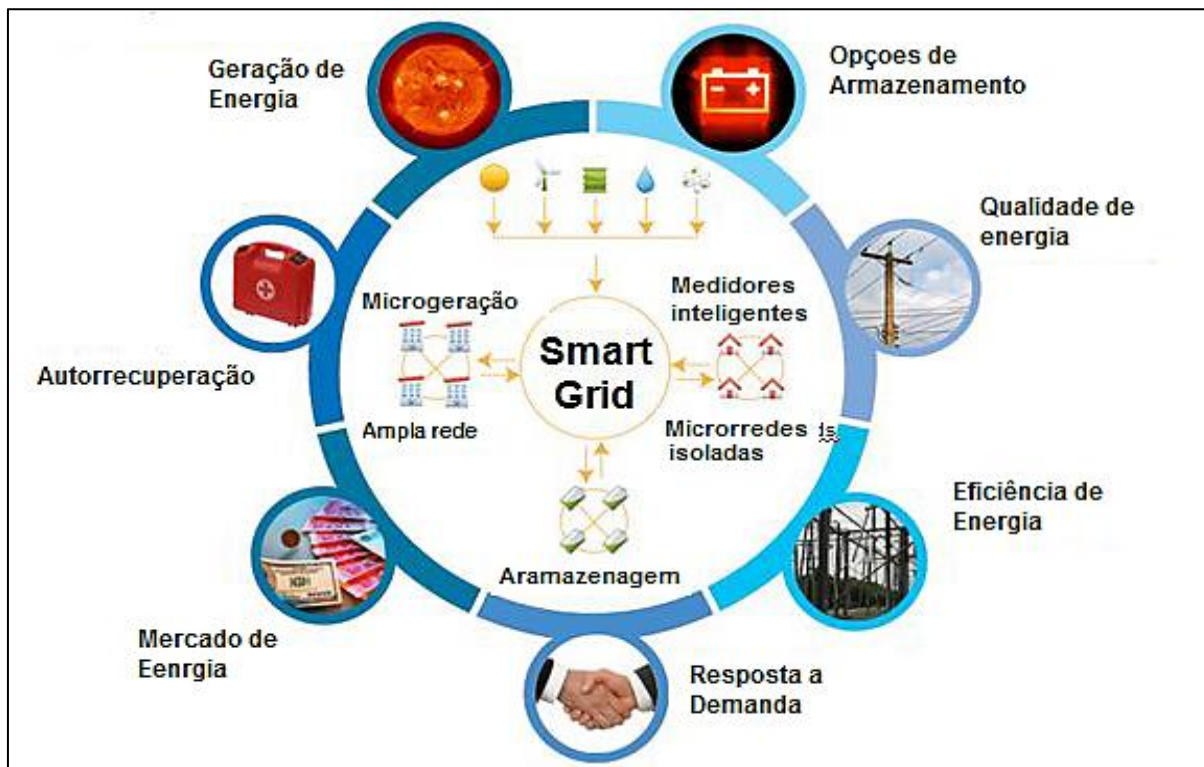 Geração de
Energia
Opçoes de
Armazenamento
Qualidade de
energia
Microgeração
Medidores
inteligentes
Smart
Grid
Autorrecuperação
Ampla rede
Microrredes
isoladas
Eficiência de
Energia
Aramazenagem
Mercado de
Eenrgia
Resposta a
Demanda